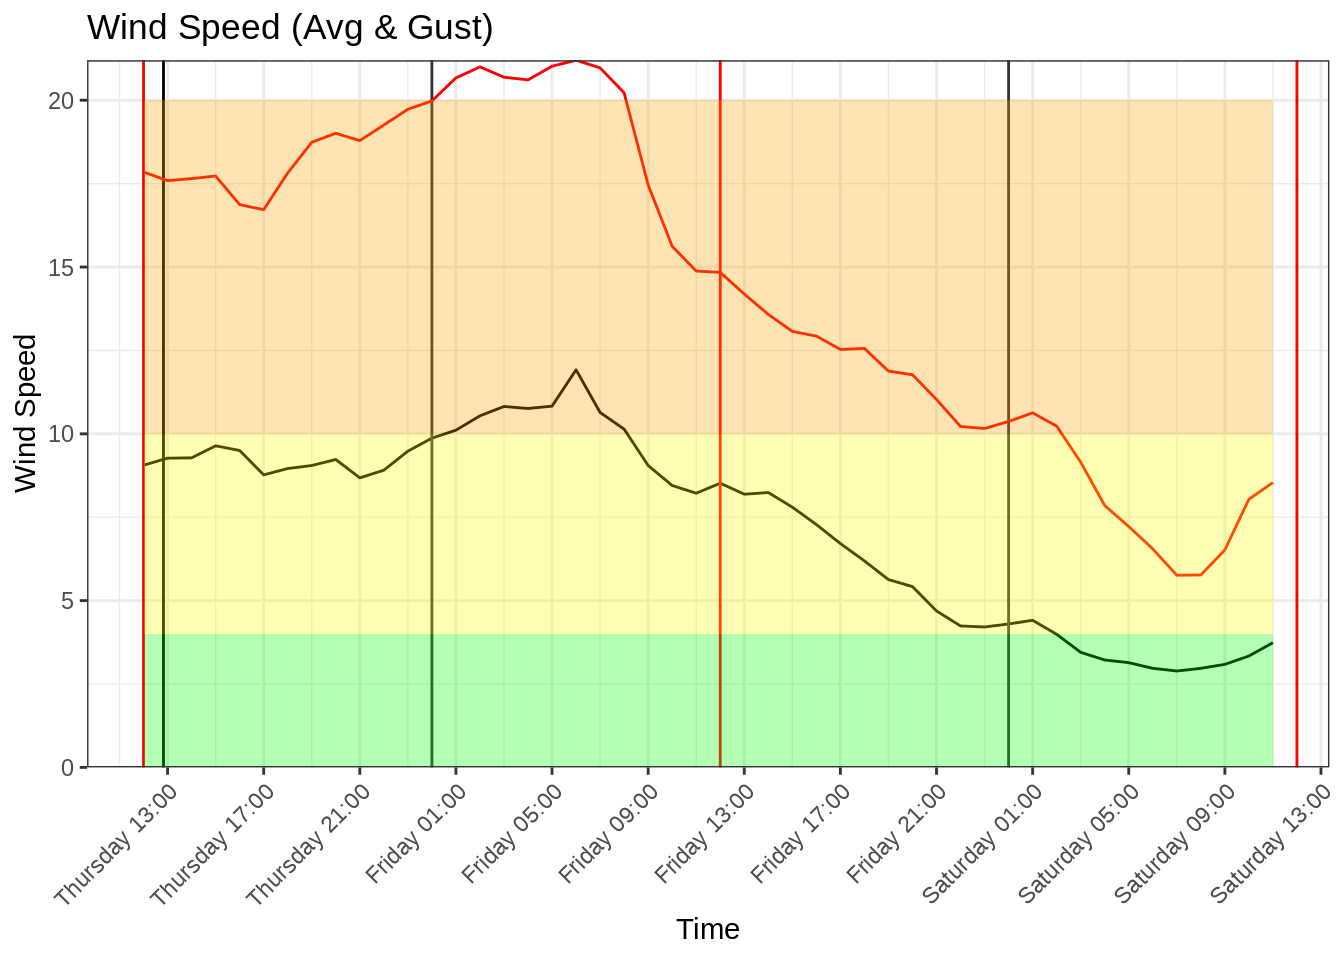 Wind Speed (Avg & Gust)
Wind Speed
20
15
10
5
0
Thursday 13:00
Thursday 17:00
Thursday 21:00
Friday 01:00
Friday 05:00
Friday 09:00
Friday 13:00
Friday 17:00
Friday 21:00
Saturday 01:00
Saturday 05:00
Saturday 09:00
Saturday 13:00
Time